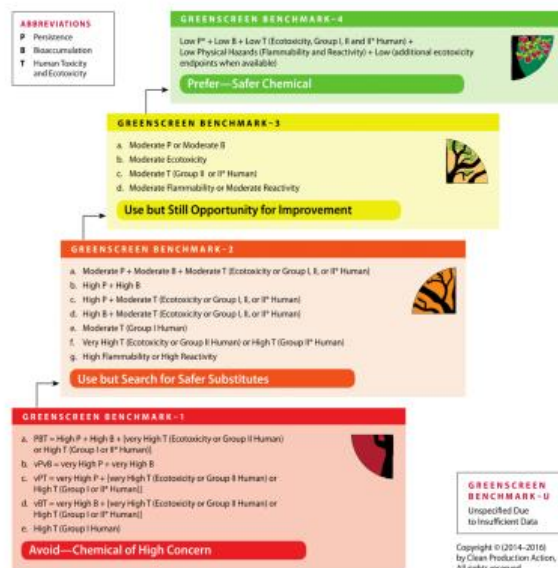 ABBREVIATIONS
P Persistence
B Bioaccumulation
T Human Toxicity
and Ecotoxicity
GREENSCREEN BENCHMARK-4
Low P* + Low B + Low T (Ecotoxicity, Group I, II and II* Human) +
Low Physical Hazards (Flammability and Reactivity) + Low (additional ecotoxicity
endpoints when available)
Prefer—Safer Chemical
GREENSCREEN BENCHMARK-3
a. Moderate P or Moderate B
b. Moderate Ecotoxicity
c. Moderate T (Group II or II* Human)
d. Moderate Flammability or Moderate Reactivity
Use but Still Opportunity for Improvement
GREENSCREEN BENCHMARK-2
a. Moderate P + Moderate B + Moderate T (Ecotoxicity or Group I, II, or II* Human)
b. High P + High B
c. High P + Moderate T (Ecotoxicity or Group I, II, or II* Human)
d. High B + Moderate T (Ecotoxicity or Group I, II, or II* Human)
e. Moderate T (Group I Human)
f. Very High T (Ecotoxicity or Group II Human) or High T (Group II* Human)
g. High Flammability or High Reactivity
Use but Search for Safer Substitutes
GREENSCREEN BENCHMARK-1
a. PBT = High P + High B + [very High T (Ecotoxicity or Group II Human)
or High T (Group I or II* Human)]
b. vPvB = very High P + very High B
c. vPT = very High P + [very High T (Ecotoxicity or Group II Human) or
High T (Group I or II* Human)]
d. vBT = very High B + [very High T (Ecotoxicity or Group II Human) or
High T (Group I or II* Human)]
e. High T (Group I Human)
Avoid—Chemical of High Concern
GREENSCREEN
BENCHMARK-U
Unspecified Due
to Insufficient Data
Copyright © (2014–2016)
by Clean Production Action,
All rights reserved